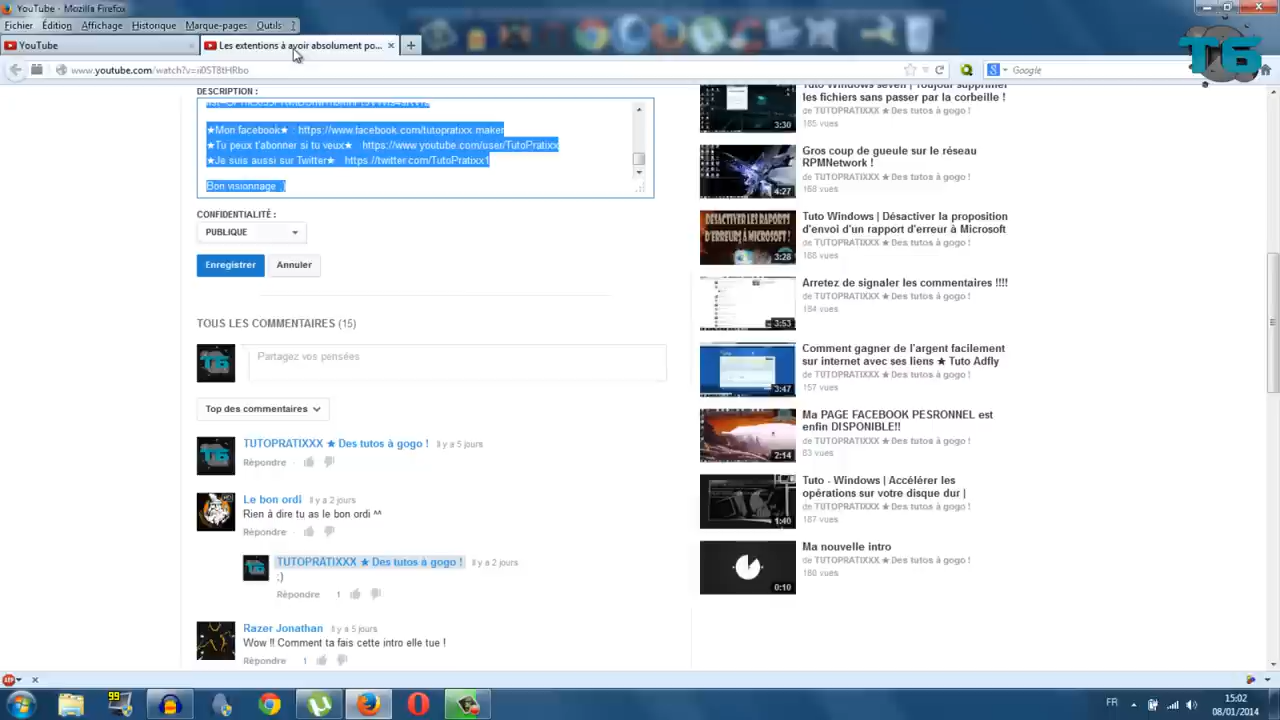 YouTube - Mozilla Firefox
Fichier Édition Affichage Historique Marque-pages Outils ?
YouTube
Les extentions à avoir absolument po...
www.youtube.com/watch?v=
Google
T6
DESCRIPTION :
★Mon facebook★ https://www.facebook.com/tutopratixx.maker
★Tu peux t'abonner si tu veux★ https://www.youtube.com/user/TutoPratixx
★Je suis aussi sur Twitter★ https://twitter.com/TutoPratixx1
Bon visionnage
CONFIDENTIALITÉ :
PUBLIQUE
Enregistrer Annuler
TOUS LES COMMENTAIRES (15)
T6
Partagez vos pensées
Top des commentaires
T6
TUTOPRATIXXX ★ Des tutos à gogo ! Il y a 5 jours
Répondre
Le bon ordi Il y a 2 jours
Rien à dire tu as le bon ordi ^^
Répondre
TUTOPRATIXXX ★ Des tutos à gogo ! Il y a 2 jours
;)
Répondre 1
Razer Jonathan Il y a 5 jours
Wow !! Comment ta fais cette intro elle tue !
Répondre 1
Tuto Windows seven | Toujour supprimer
les fichiers sans passer par la corbeille !
165 vues
3:30
Gros coup de gueule sur le réseau
RPMNetwork !
de TUTOPRATIXXX ★ Des tutos à gogo !
168 vues
4:27
Tuto Windows | Désactiver la proposition
d'envoi d'un rapport d'erreur à Microsoft
de TUTOPRATIXXX ★ Des tutos à gogo !
168 vues
DESACTIVER LES RAPORTS
D'ERREURS À MICROSOFT !
3:28
Arretez de signaler les commentaires !!!!
de TUTOPRATIXXX ★ Des tutos à gogo !
184 vues
3:53
Comment gagner de l'argent facilement
sur internet avec ses liens ★ Tuto Adfly
de TUTOPRATIXXX ★ Des tutos à gogo !
157 vues
3:47
Ma PAGE FACEBOOK PESRONNEL est
enfin DISPONIBLE!!
de TUTOPRATIXXX ★ Des tutos à gogo !
83 vues
2:14
Tuto - Windows | Accélérer les
opérations sur votre disque dur |
de TUTOPRATIXXX ★ Des tutos à gogo !
187 vues
1:40
Ma nouvelle intro
de TUTOPRATIXXX ★ Des tutos à gogo !
180 vues
0:10
99
FR
15:02
08/01/2014